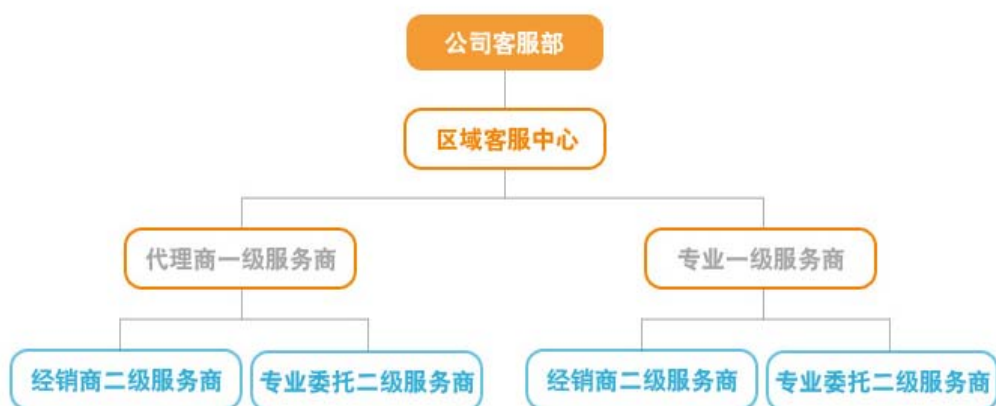 公司客服部
区域客服中心
代理商一级服务商
专业一级服务商
经销商二级服务商
专业委托二级服务商
经销商二级服务商
专业委托二级服务商